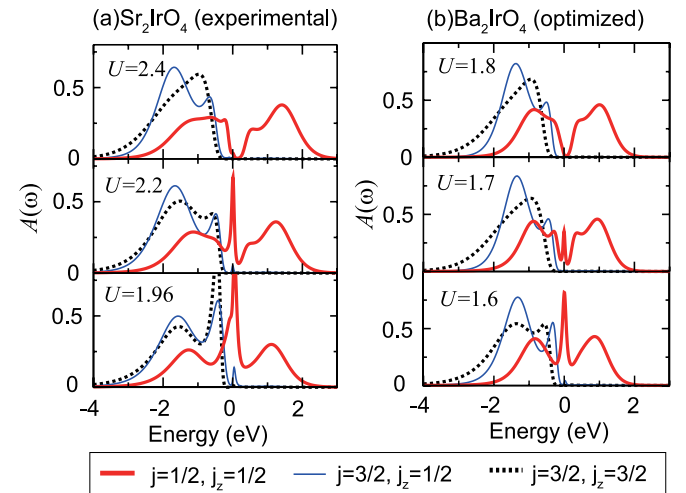 (a)Sr₂IrO₄ (experimental)
(b)Ba₂IrO₄ (optimized)
U=2.4
0.5
0
U=2.2
0.5
0
U=1.96
0.5
0
-4 -2 0 2
Energy (eV)
A(ω)
U=1.8
0.5
0
U=1.7
0.5
0
U=1.6
0.5
0
-4 -2 0 2
Energy (eV)
A(ω)
j=1/2, j_z=1/2 j=3/2, j_z=1/2 j=3/2, j_z=3/2